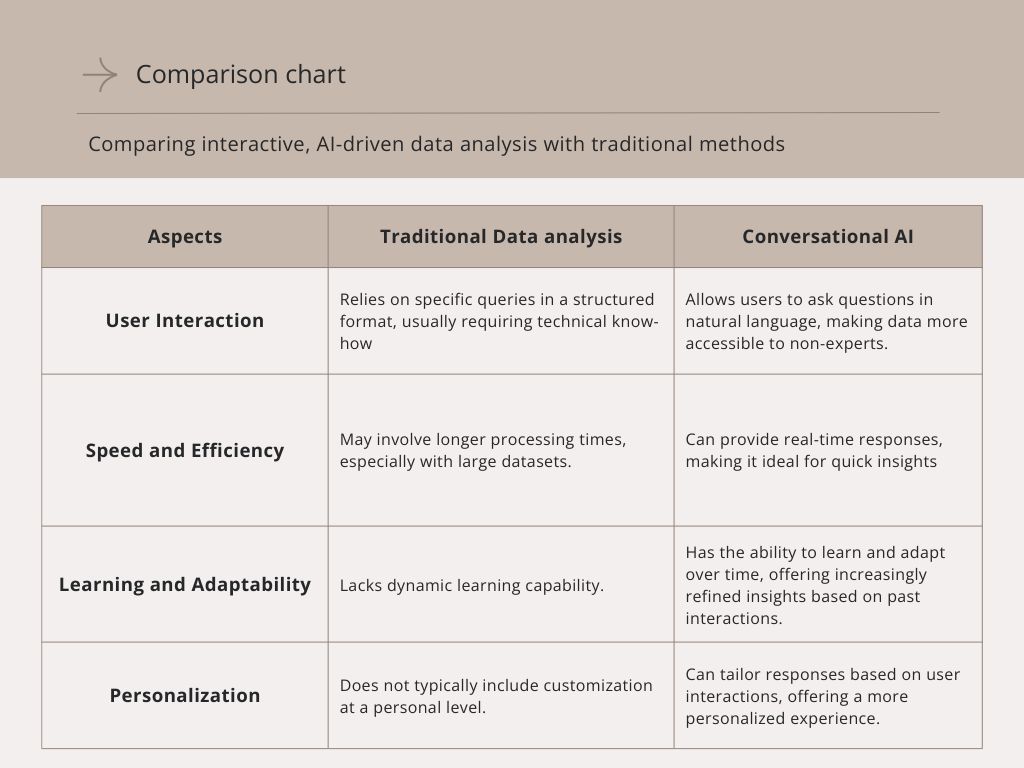 Comparison chart
Comparing interactive, AI-driven data analysis with traditional methods
Aspects
Traditional Data analysis
Conversational AI
User Interaction
Relies on specific queries in a structured
format, usually requiring technical know-
how
Allows users to ask questions in
natural language, making data more
accessible to non-experts.
Speed and Efficiency
May involve longer processing times,
especially with large datasets.
Can provide real-time responses,
making it ideal for quick insights
Learning and Adaptability
Lacks dynamic learning capability.
Has the ability to learn and adapt
over time, offering increasingly
refined insights based on past
interactions.
Personalization
Does not typically include customization
at a personal level.
Can tailor responses based on user
interactions, offering a more
personalized experience.